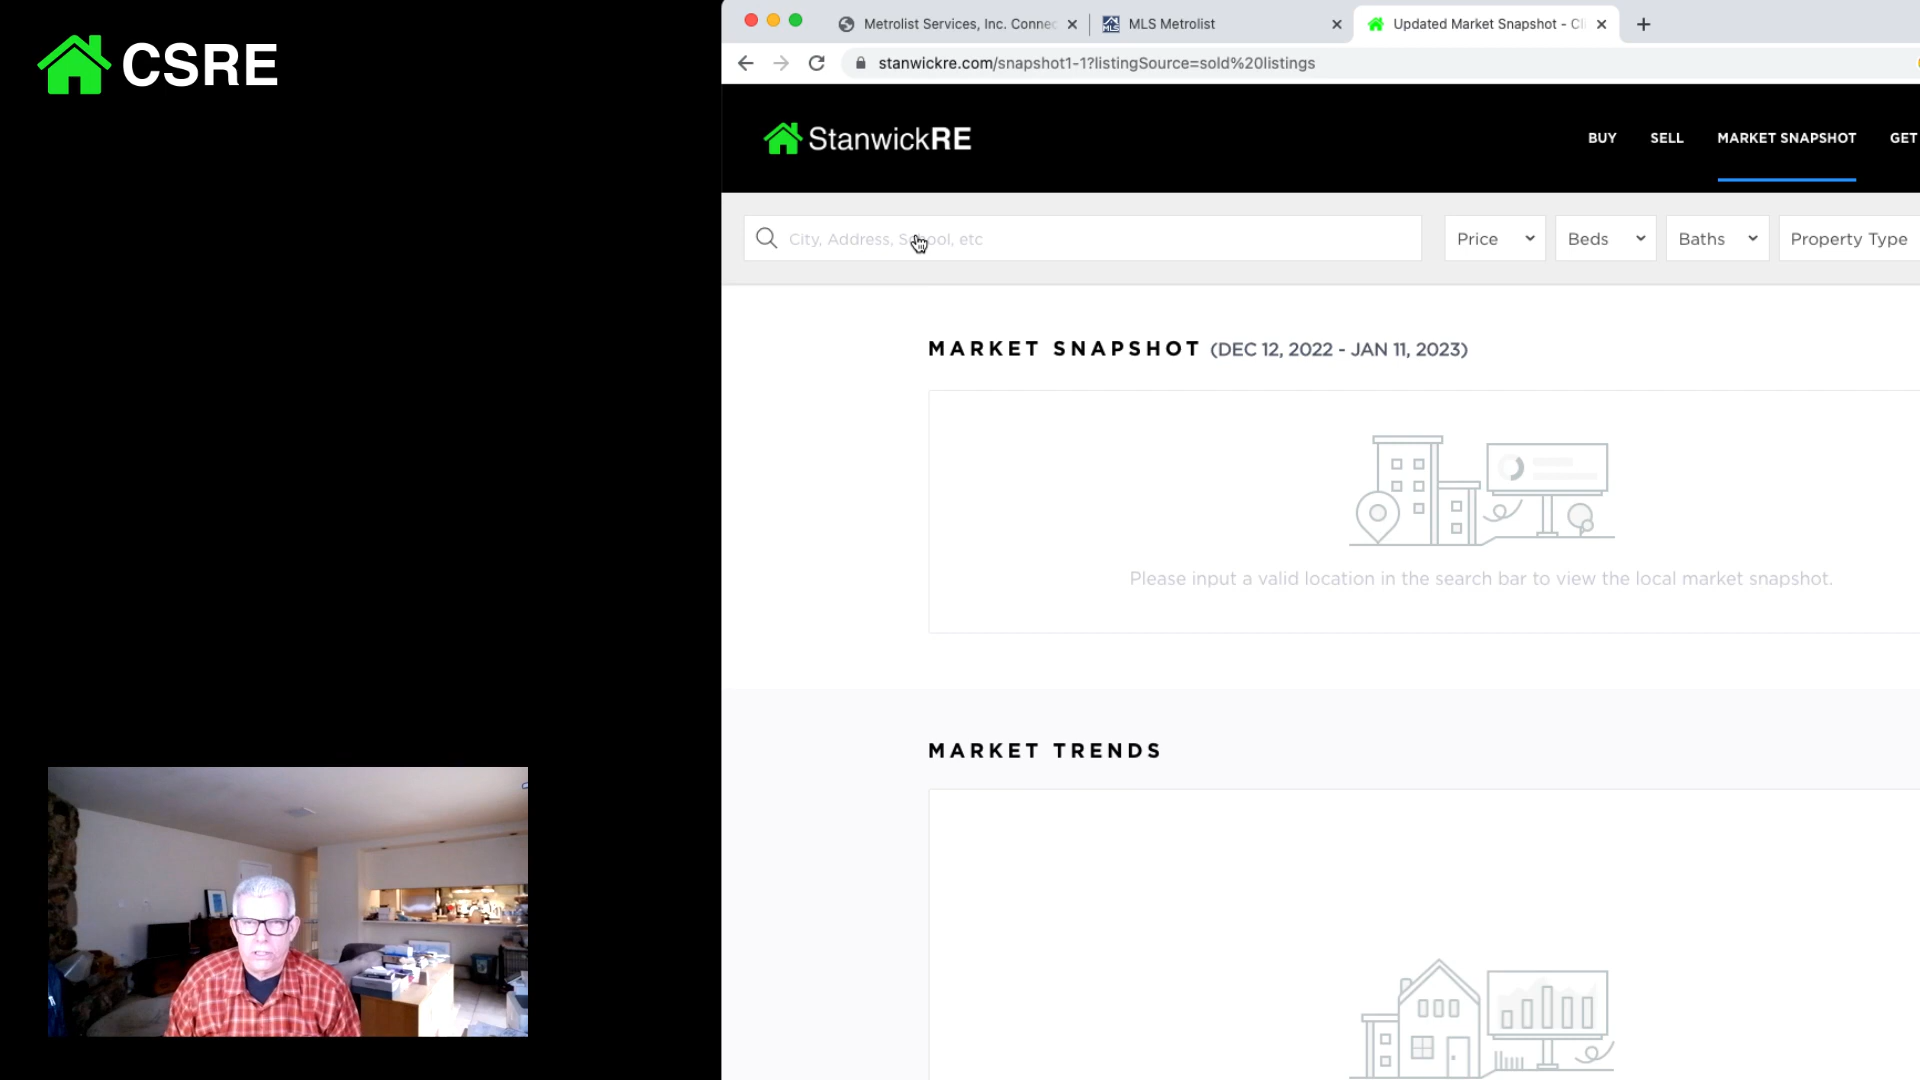 CSRE
Metrolist Services, Inc. Connec
MLS Metrolist
Updated Market Snapshot - Cl
stanwickre.com/snapshot1-1?listingSource=sold%20listings
StanwickRE
BUY SELL MARKET SNAPSHOT GET
City, Address, School, etc
Price Beds Baths Property Type
MARKET SNAPSHOT (DEC 12, 2022 - JAN 11, 2023)
Please input a valid location in the search bar to view the local market snapshot.
MARKET TRENDS